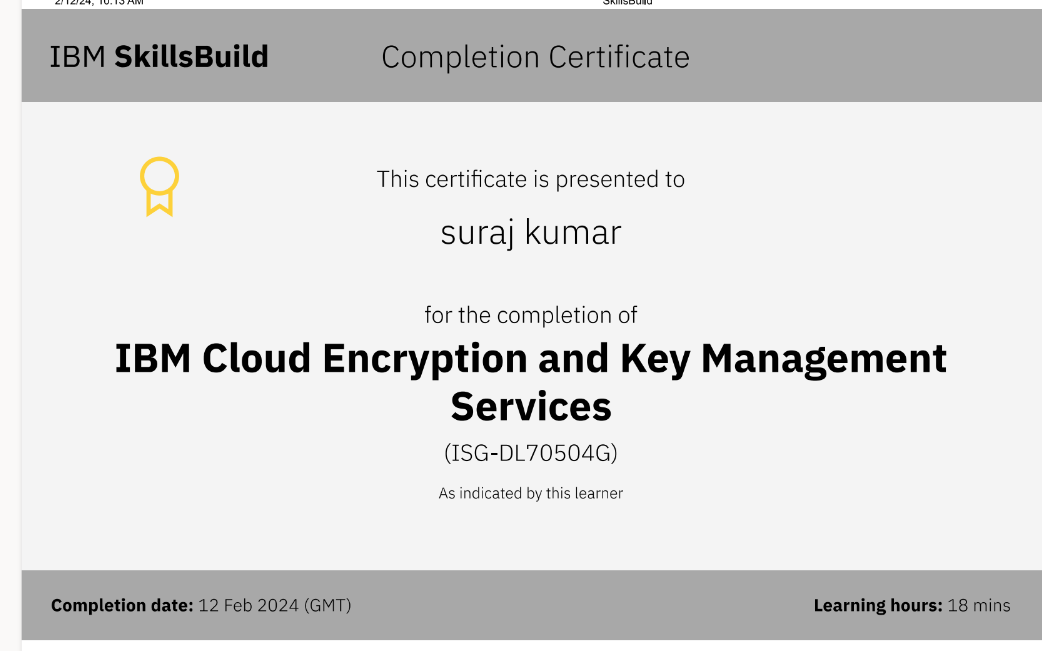 2/12/24, 10:13 AM SkillsBuild
IBM SkillsBuild Completion Certificate
This certificate is presented to
suraj kumar
for the completion of
IBM Cloud Encryption and Key Management
Services
(ISG-DL70504G)
As indicated by this learner
Completion date: 12 Feb 2024 (GMT) Learning hours: 18 mins